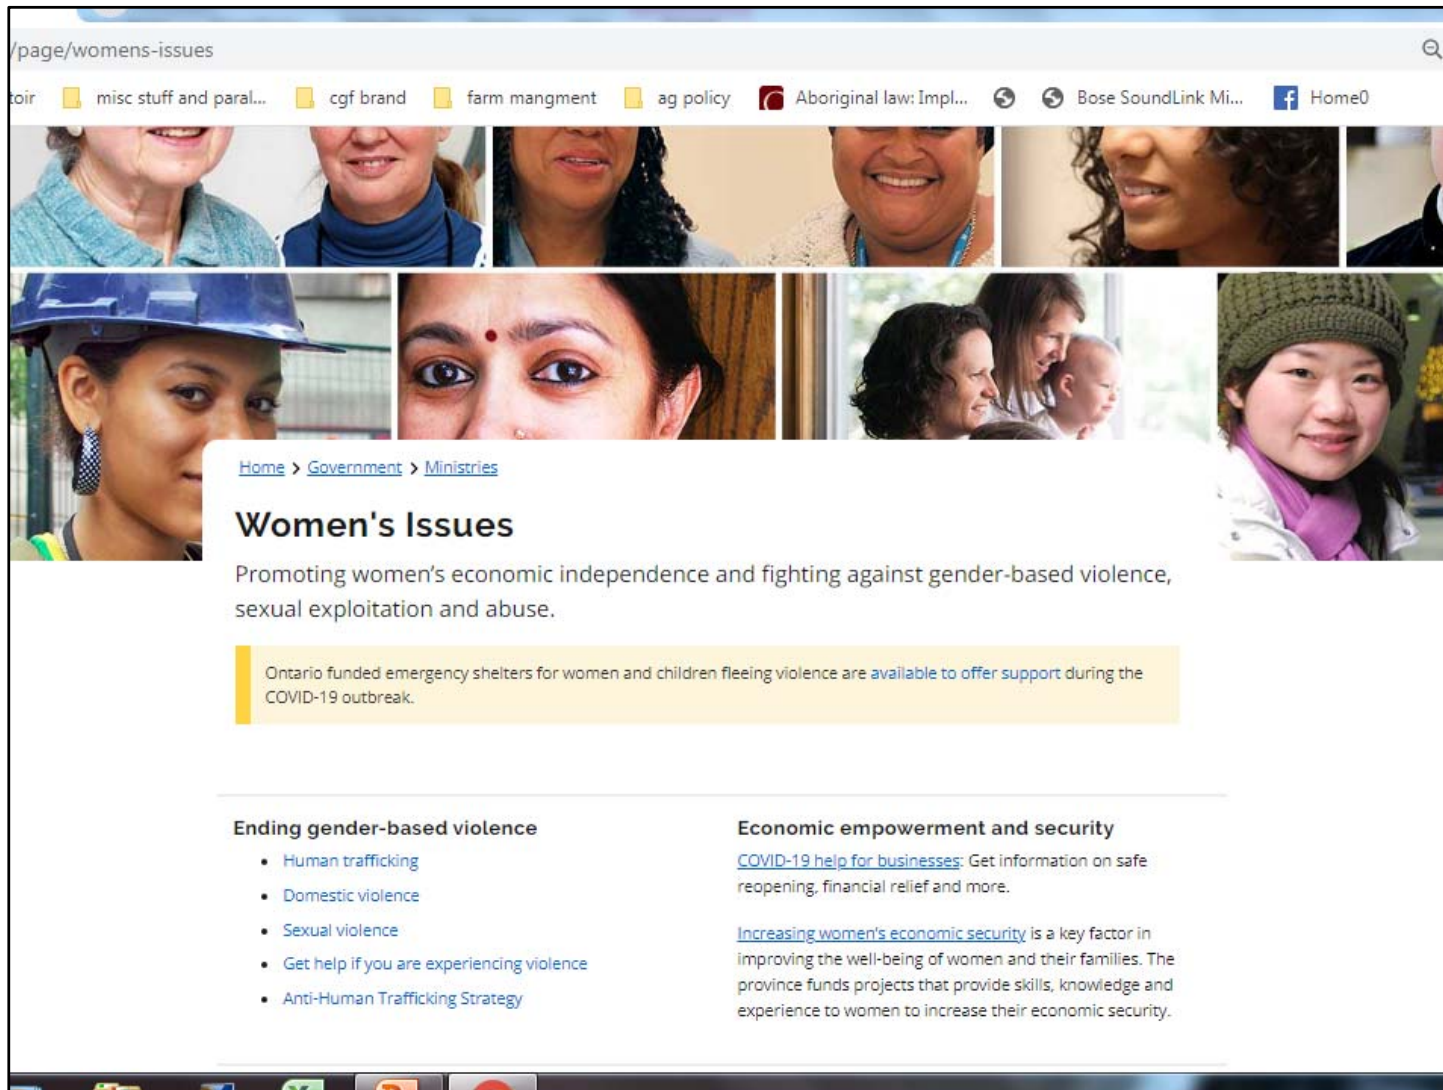 /page/womens-issues
toir misc stuff and paral... cgf brand farm mangment ag policy Aboriginal law: Impl... Bose SoundLink Mi... Home0
Home > Government > Ministries
Women's Issues
Promoting women's economic independence and fighting against gender-based violence,
sexual exploitation and abuse.
Ontario funded emergency shelters for women and children fleeing violence are available to offer support during the
COVID-19 outbreak.
Ending gender-based violence
• Human trafficking
• Domestic violence
• Sexual violence
• Get help if you are experiencing violence
• Anti-Human Trafficking Strategy
Economic empowerment and security
COVID-19 help for businesses: Get information on safe
reopening, financial relief and more.
Increasing women's economic security is a key factor in
improving the well-being of women and their families. The
province funds projects that provide skills, knowledge and
experience to women to increase their economic security.